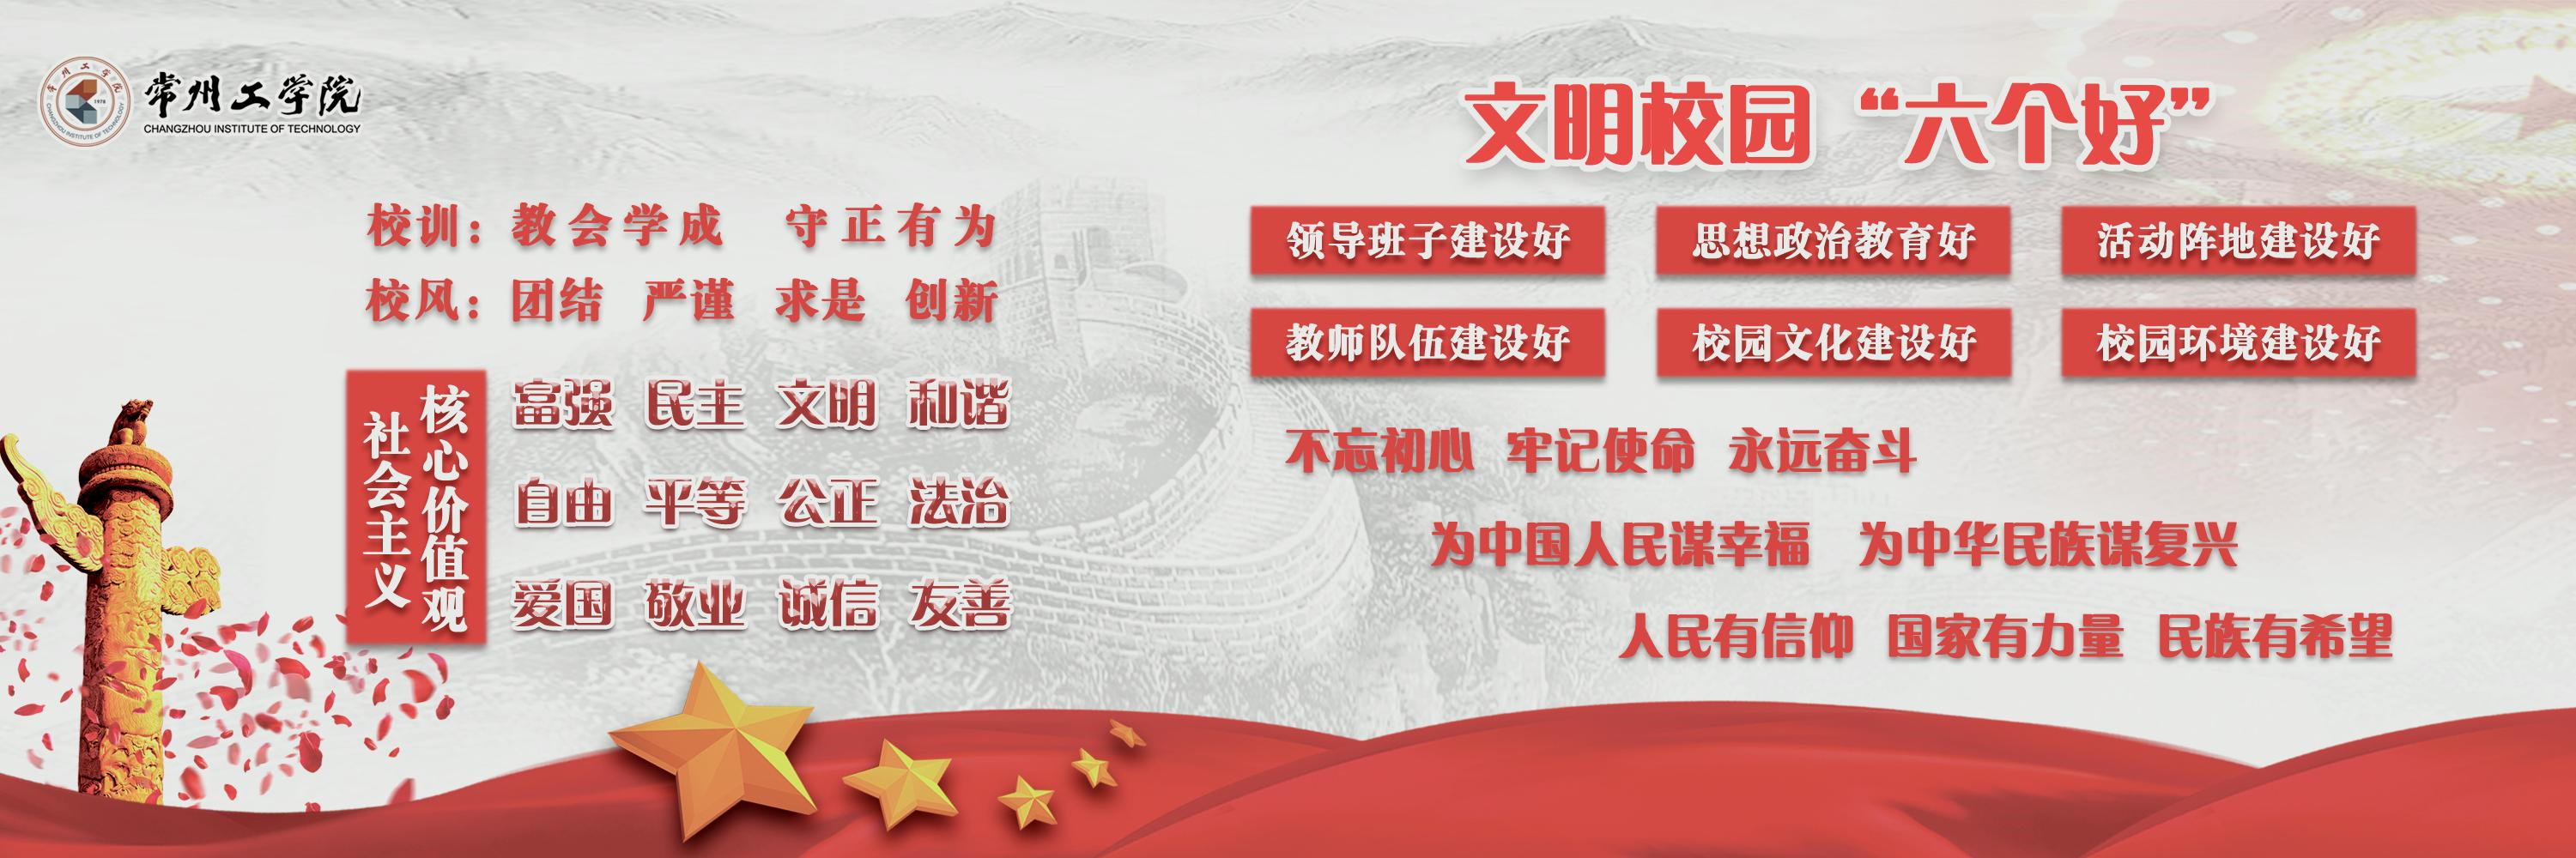 常州工学院
CHANGZHOU INSTITUTE OF TECHNOLOGY
1978
校训：教会学成 守正有为
校风：团结 严谨 求是 创新
社会主义
核心价值观
富强 民主 文明 和谐
自由 平等 公正 法治
爱国 敬业 诚信 友善
文明校园 “六个好”
领导班子建设好 思想政治教育好 活动阵地建设好
教师队伍建设好 校园文化建设好 校园环境建设好
不忘初心 牢记使命 永远奋斗
为中国人民谋幸福 为中华民族谋复兴
人民有信仰 国家有力量 民族有希望